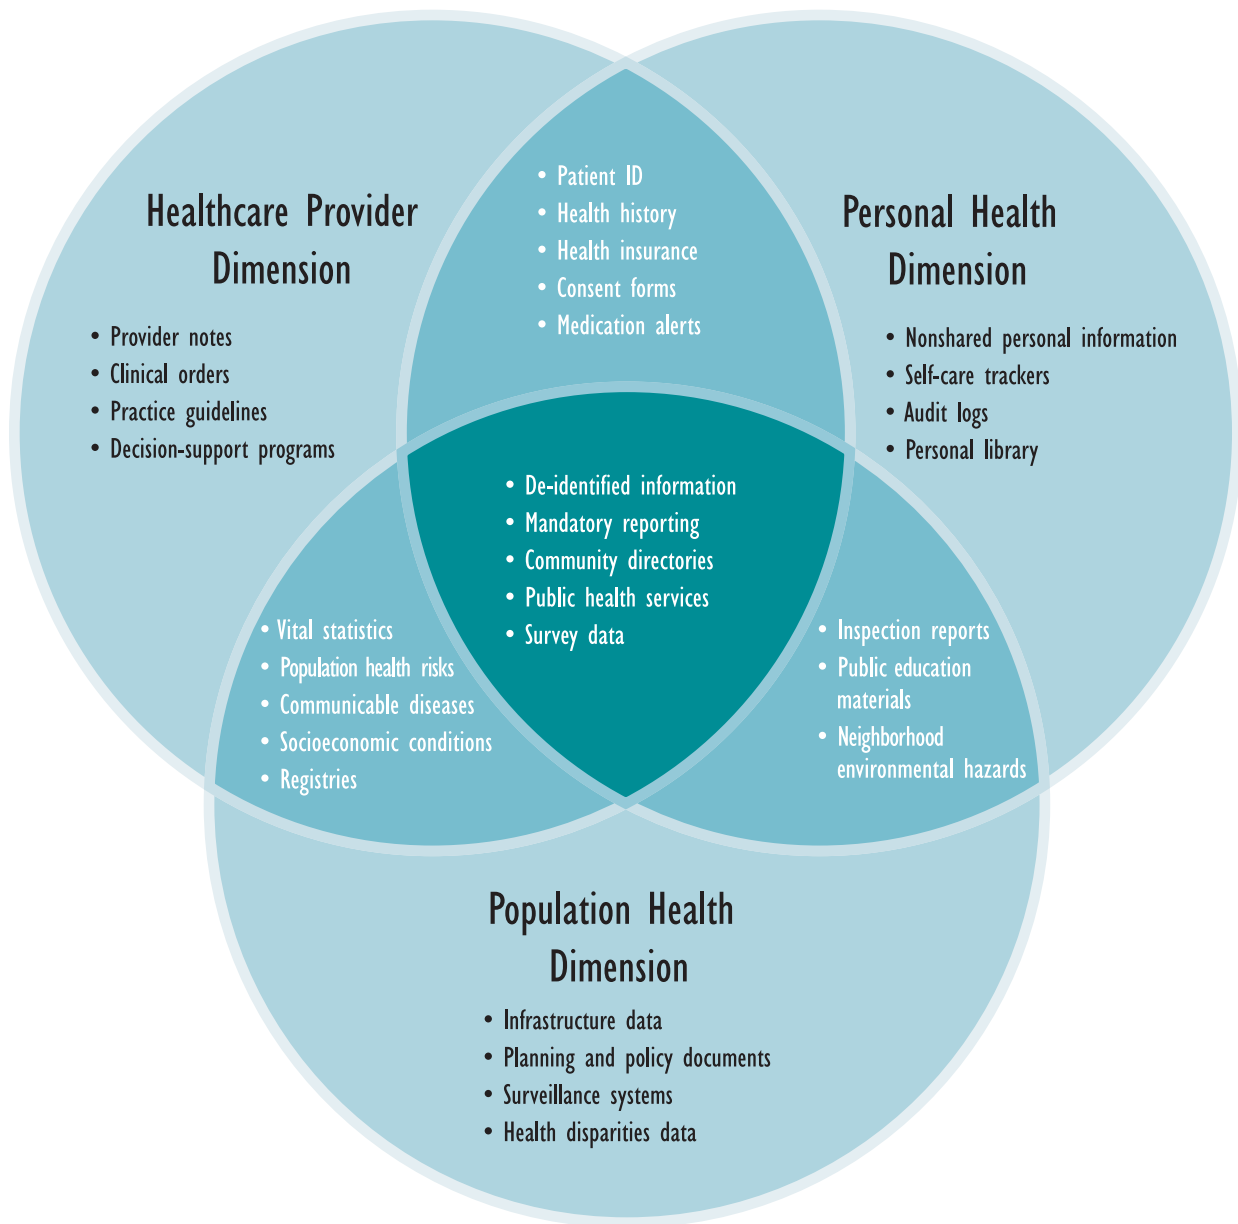 Healthcare Provider
Dimension
• Provider notes
• Clinical orders
• Practice guidelines
• Decision-support programs
• Patient ID
• Health history
• Health insurance
• Consent forms
• Medication alerts
Personal Health
Dimension
• Nonshared personal information
• Self-care trackers
• Audit logs
• Personal library
• De-identified information
• Mandatory reporting
• Community directories
• Public health services
• Survey data
• Vital statistics
• Population health risks
• Communicable diseases
• Socioeconomic conditions
• Registries
• Inspection reports
• Public education
materials
• Neighborhood
environmental hazards
Population Health
Dimension
• Infrastructure data
• Planning and policy documents
• Surveillance systems
• Health disparities data